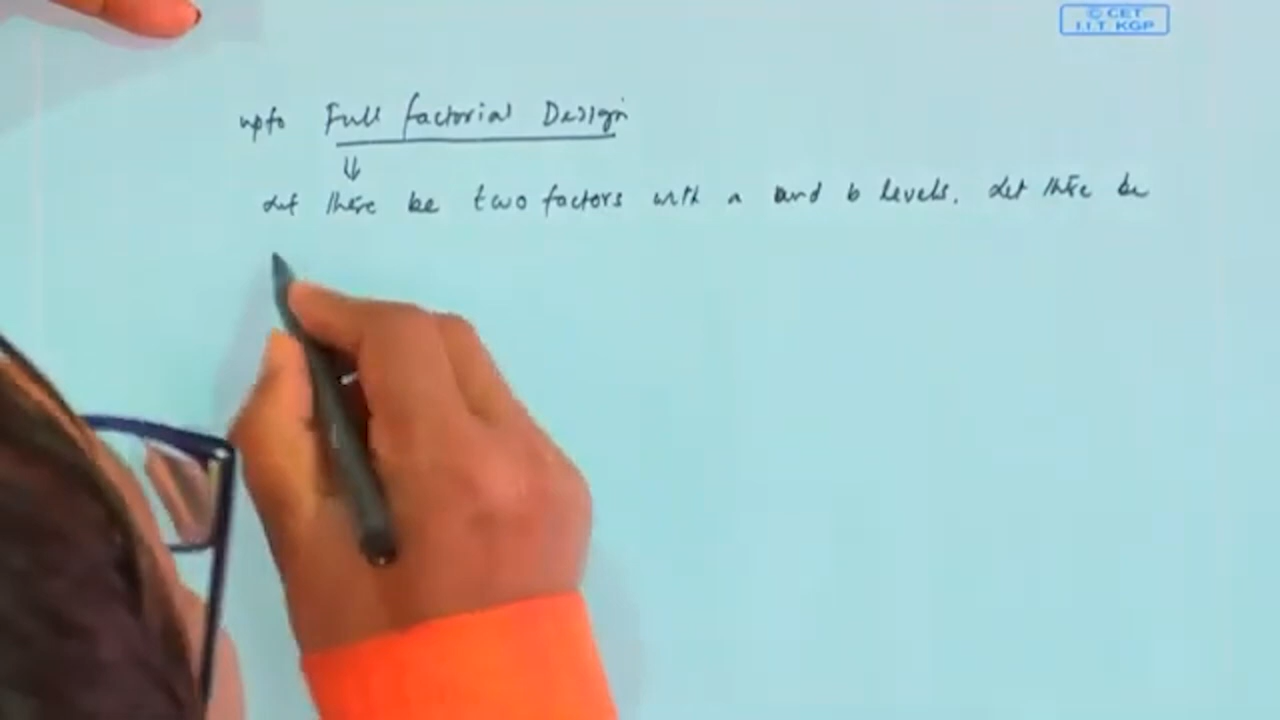 © CET
I.I.T. KGP
upto Full factorial Design
Let there be two factors with a and b levels. Let there be